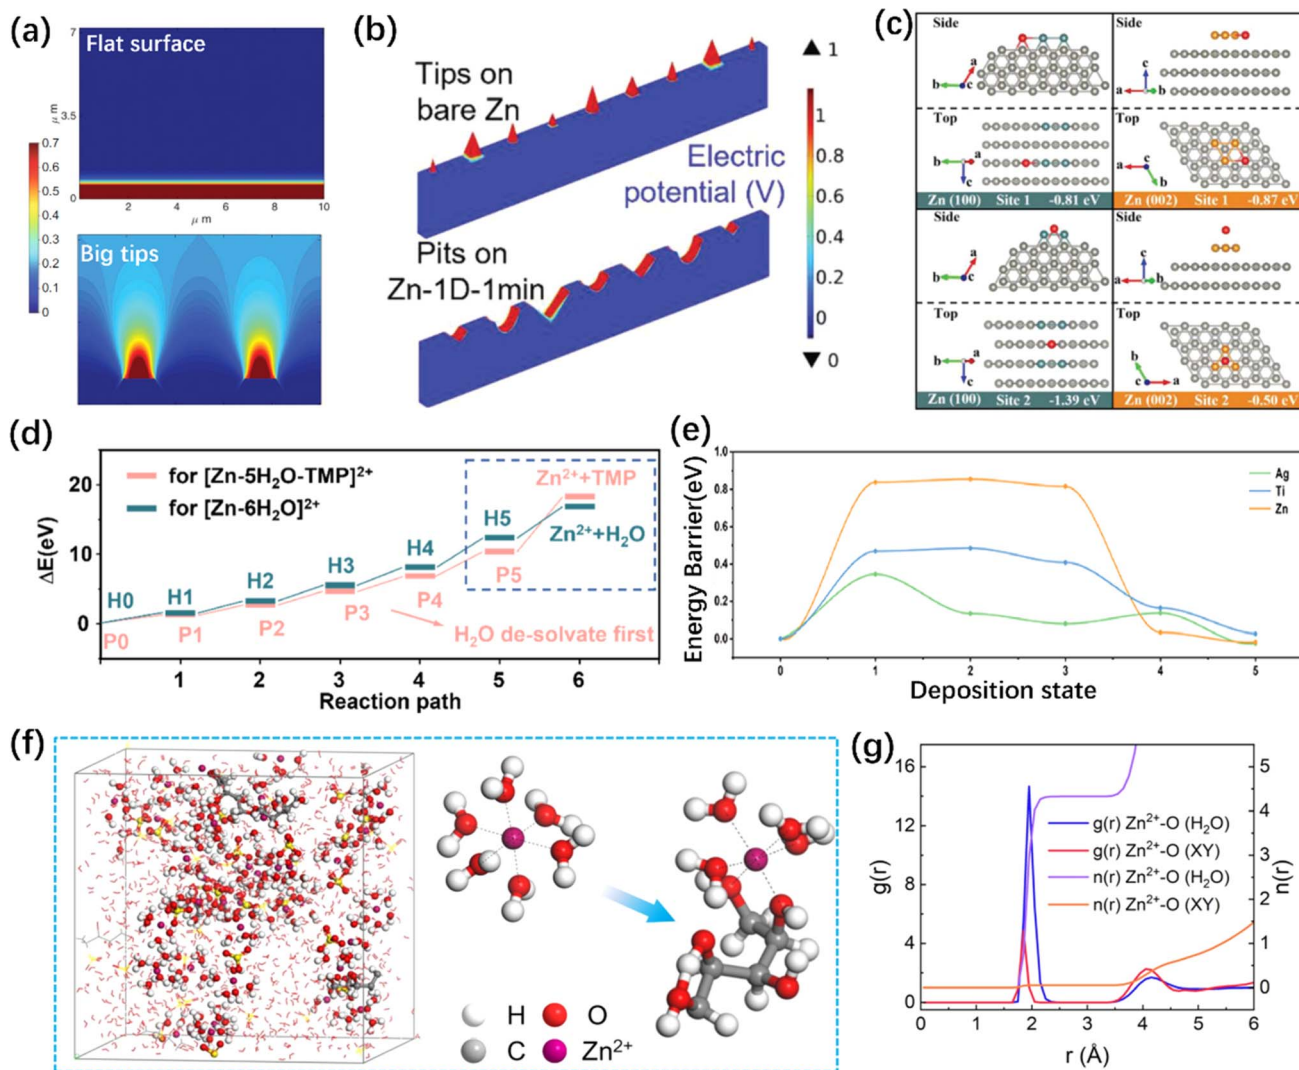 (a)
7
Flat surface
μ m
3.5
0
0 2 4 6 8 10
μ m
0.7
0.6
0.5
0.4
0.3
0.2
0.1
0
Big tips
(b)
Tips on
bare Zn
Electric
potential (V)
Pits on
Zn-1D-1min
1
1
0.8
0.6
0.4
0.2
0
0
(c)
Side
a
b
c
Top
b
a
c
Zn (100) Site 1 -0.81 eV
Side
c
a
b
Top
a
c
b
Zn (002) Site 1 -0.87 eV
Side
a
b
c
Top
b
a
c
Zn (100) Site 2 -1.39 eV
Side
c
a
b
Top
b
c
a
Zn (002) Site 2 -0.50 eV
(d)
for [Zn-5H₂O-TMP]²⁺
for [Zn-6H₂O]²⁺
20
10
0
ΔE(eV)
H0
H1
H2
H3
H4
H5
P0
P1
P2
P3
P4
P5
Zn²⁺+TMP
Zn²⁺+H₂O
H₂O de-solvate first
1 2 3 4 5 6
Reaction path
(e)
Energy Barrier(eV)
1.0
0.8
0.6
0.4
0.2
0.0
0 1 2 3 4 5
Deposition state
Ag
Ti
Zn
(f)
H O
C Zn²⁺
(g)
g(r)
16
12
8
4
0
g(r) Zn²⁺-O (H₂O)
g(r) Zn²⁺-O (XY)
n(r) Zn²⁺-O (H₂O)
n(r) Zn²⁺-O (XY)
5
4
3
2
1
0
n(r)
0 1 2 3 4 5 6
r (Å)